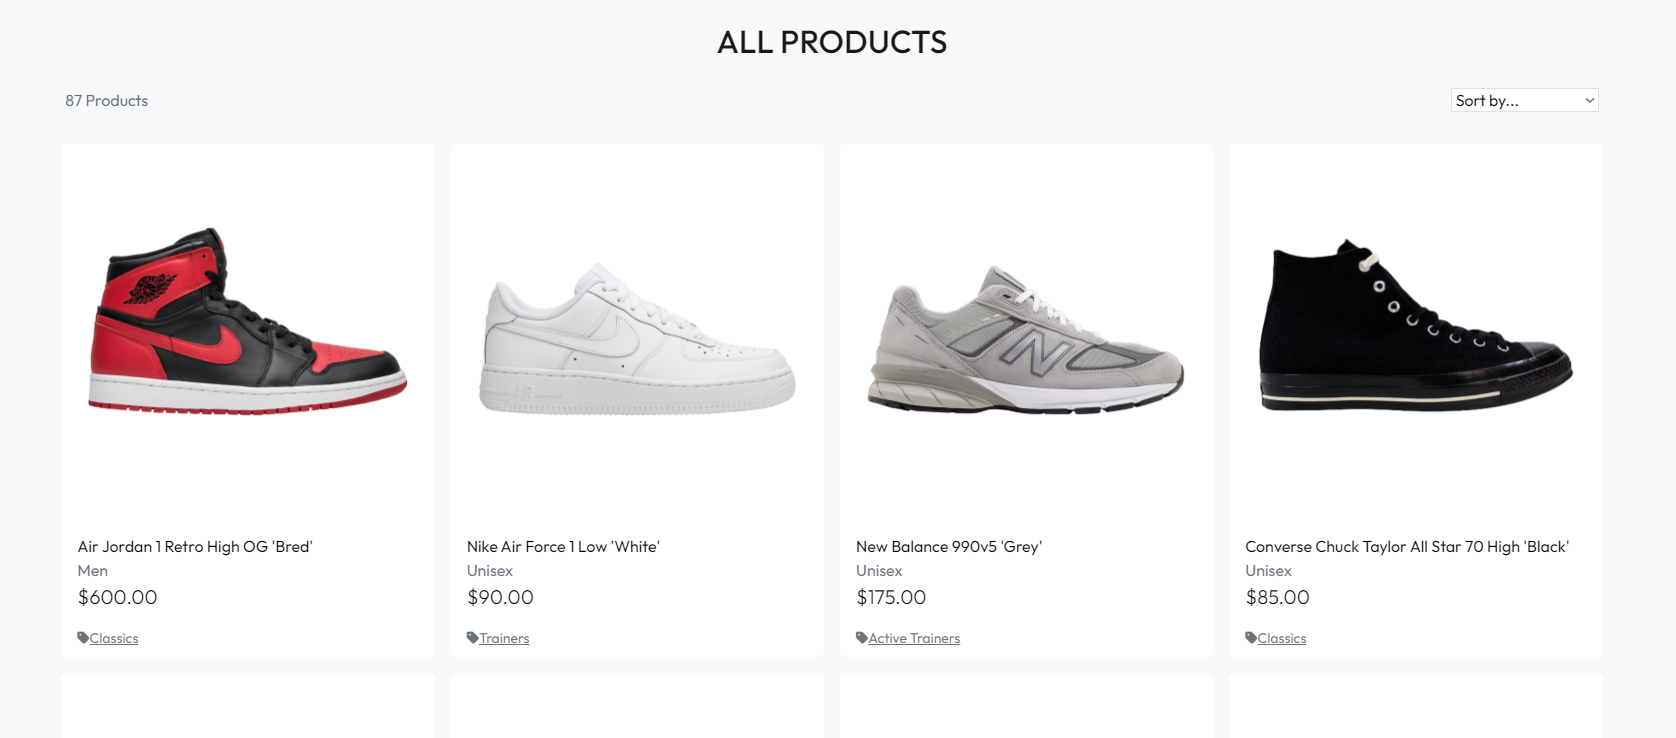 ALL PRODUCTS
87 Products
Sort by...
Air Jordan 1 Retro High OG 'Bred'
Men
$600.00
Classics
Nike Air Force 1 Low 'White'
Unisex
$90.00
Trainers
New Balance 990v5 'Grey'
Unisex
$175.00
Active Trainers
Converse Chuck Taylor All Star 70 High 'Black'
Unisex
$85.00
Classics